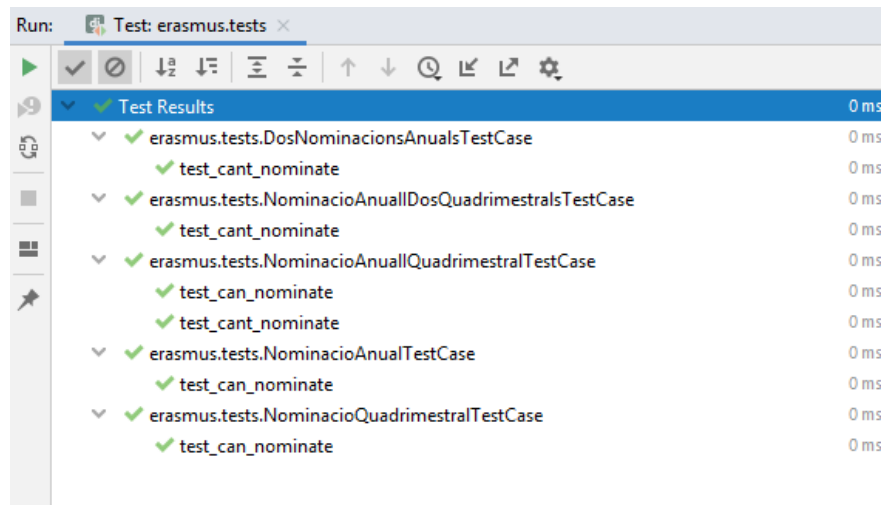 Run: Test: erasmus.tests
Test Results 0 ms
erasmus.tests.DosNominacionsAnualsTestCase 0 ms
test_cant_nominate 0 ms
erasmus.tests.NominacioAnualIDosQuadrimestralsTestCase 0 ms
test_cant_nominate 0 ms
erasmus.tests.NominacioAnualIQuadrimestralTestCase 0 ms
test_can_nominate 0 ms
test_cant_nominate 0 ms
erasmus.tests.NominacioAnualTestCase 0 ms
test_can_nominate 0 ms
erasmus.tests.NominacioQuadrimestralTestCase 0 ms
test_can_nominate 0 ms